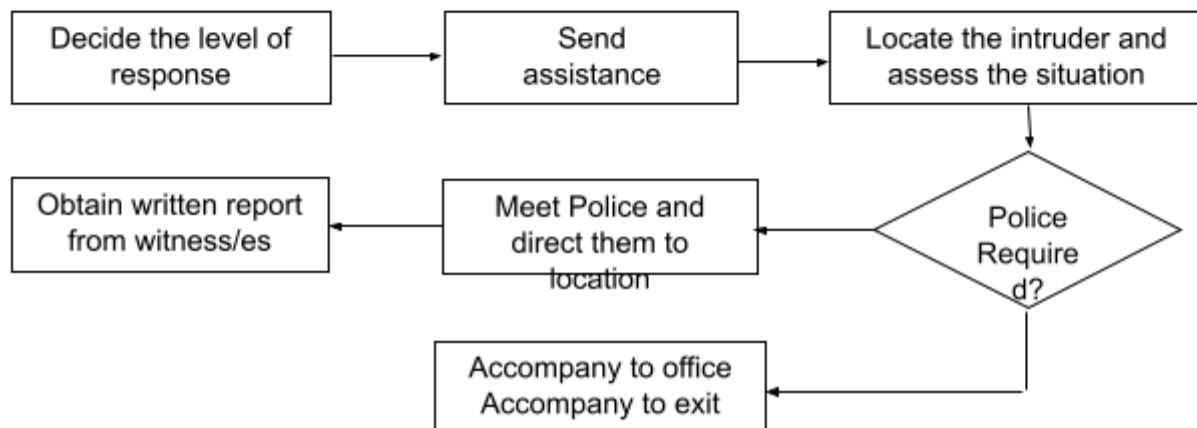 Decide the level of
response
Send
assistance
Locate the intruder and
assess the situation
Police
Require
d?
Meet Police and
direct them to
location
Obtain written report
from witness/es
Accompany to office
Accompany to exit